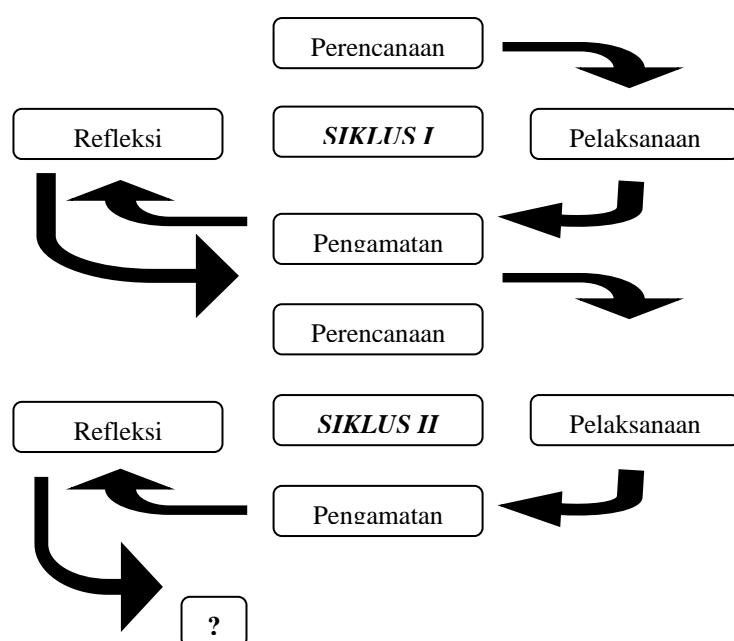 Perencanaan
Refleksi
SIKLUS I
Pelaksanaan
Pengamatan
Perencanaan
Refleksi
SIKLUS II
Pelaksanaan
Pengamatan
?